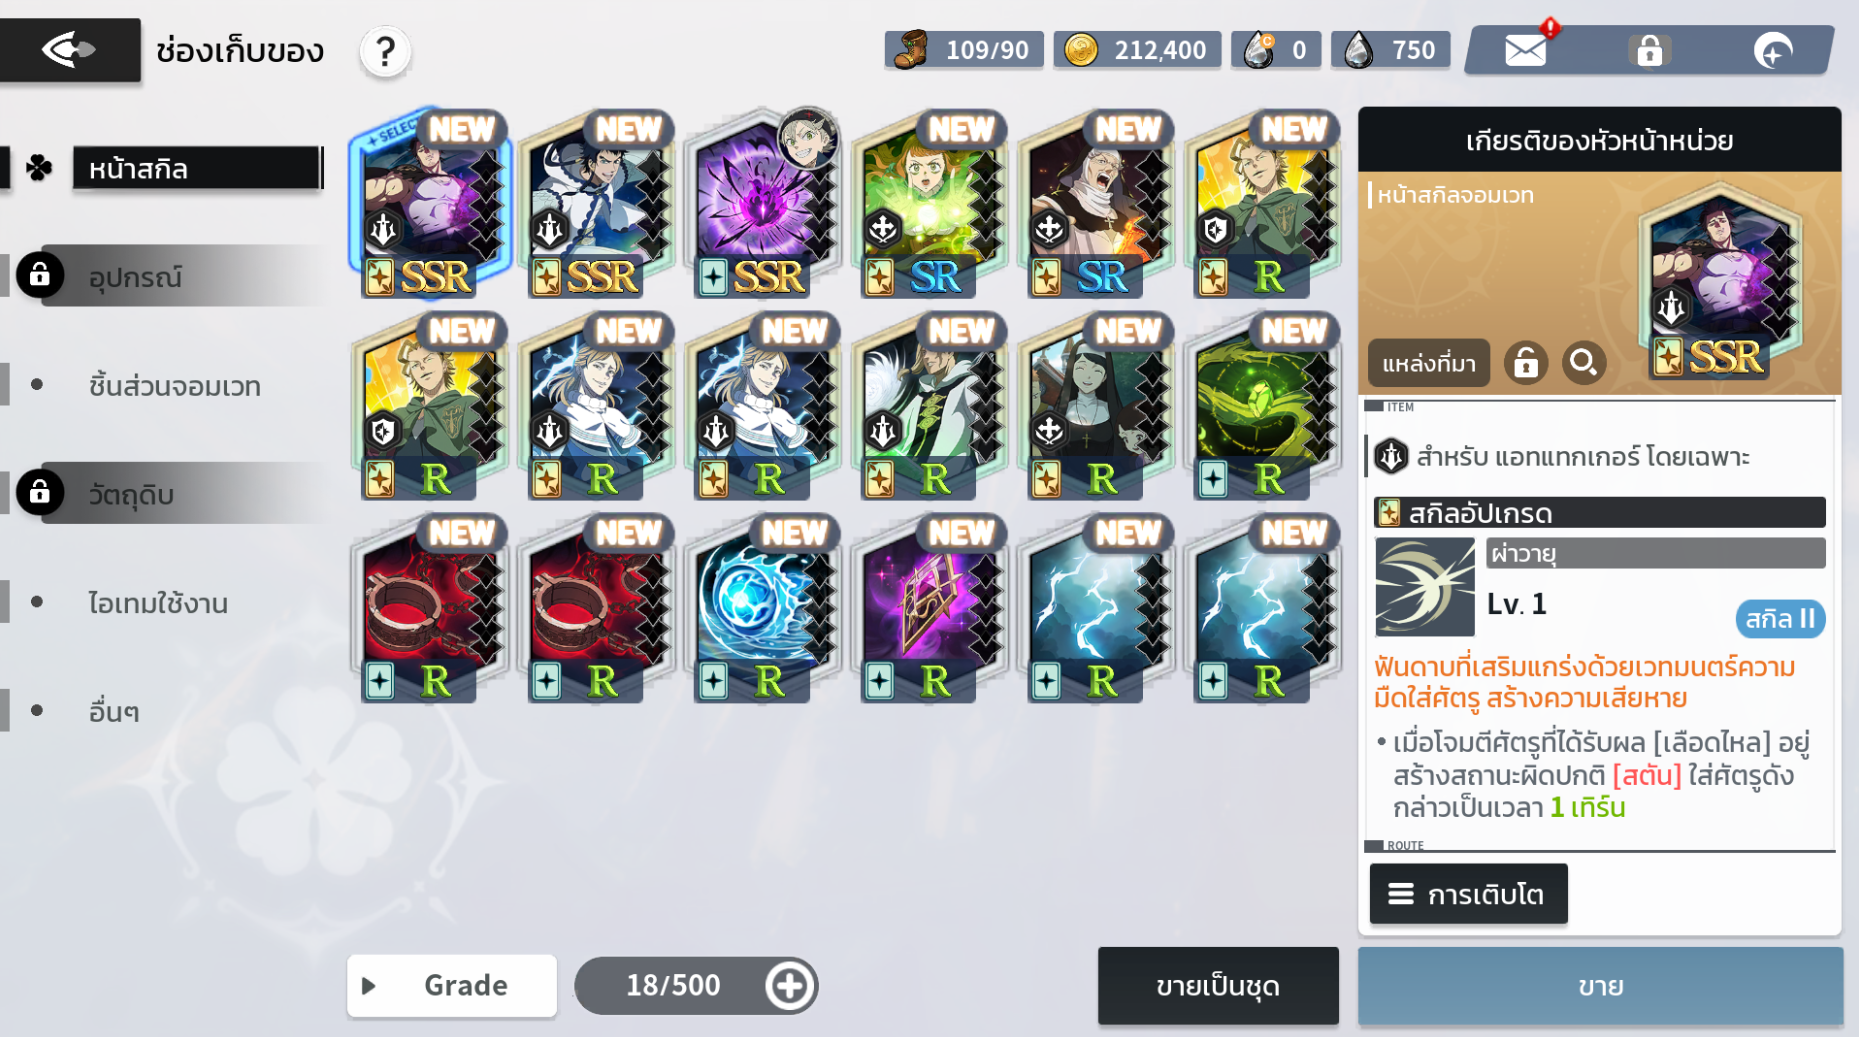 ช่องเก็บของ
?
109/90
212,400
0
750
หน้าสกิล
อุปกรณ์
ชิ้นส่วนจอมเวท
วัตถุดิบ
ไอเทมใช้งาน
อื่นๆ
+ SELECT
NEW
NEW
NEW
NEW
NEW
SSR
SSR
SSR
SR
SR
R
NEW
NEW
NEW
NEW
NEW
NEW
R
R
R
R
R
R
NEW
NEW
NEW
NEW
NEW
NEW
R
R
R
R
R
R
Grade
18/500
ขายเป็นชุด
เกียรติของหัวหน้าหน่วย
หน้าสกิลจอมเวท
แหล่งที่มา
SSR
ITEM
สำหรับ แอทแทกเกอร์ โดยเฉพาะ
สกิลอัปเกรด
ผ่าวายุ
Lv. 1
สกิล II
ฟันดาบที่เสริมแกร่งด้วยเวทมนตร์ความ
มืดใส่ศัตรู สร้างความเสียหาย
• เมื่อโจมตีศัตรูที่ได้รับผล [เลือดไหล] อยู่
สร้างสถานะผิดปกติ [สตัน] ใส่ศัตรูดัง
กล่าวเป็นเวลา 1 เทิร์น
ROUTE
การเติบโต
ขาย